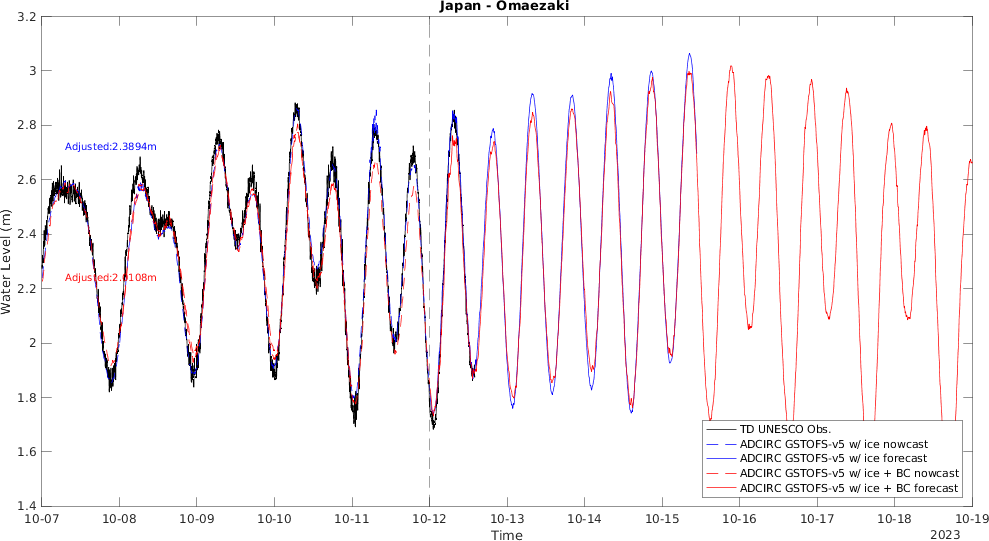 Japan - Omaezaki
3.2
3
2.8
2.6
2.4
2.2
2
1.8
1.6
1.4
Water Level (m)
Adjusted:2.3894m
Adjusted:2.0108m
TD UNESCO Obs.
ADCIRC GSTOFS-v5 w/ ice nowcast
ADCIRC GSTOFS-v5 w/ ice forecast
ADCIRC GSTOFS-v5 w/ ice + BC nowcast
ADCIRC GSTOFS-v5 w/ ice + BC forecast
10-07 10-08 10-09 10-10 10-11 10-12 10-13 10-14 10-15 10-16 10-17 10-18 10-19
Time
2023